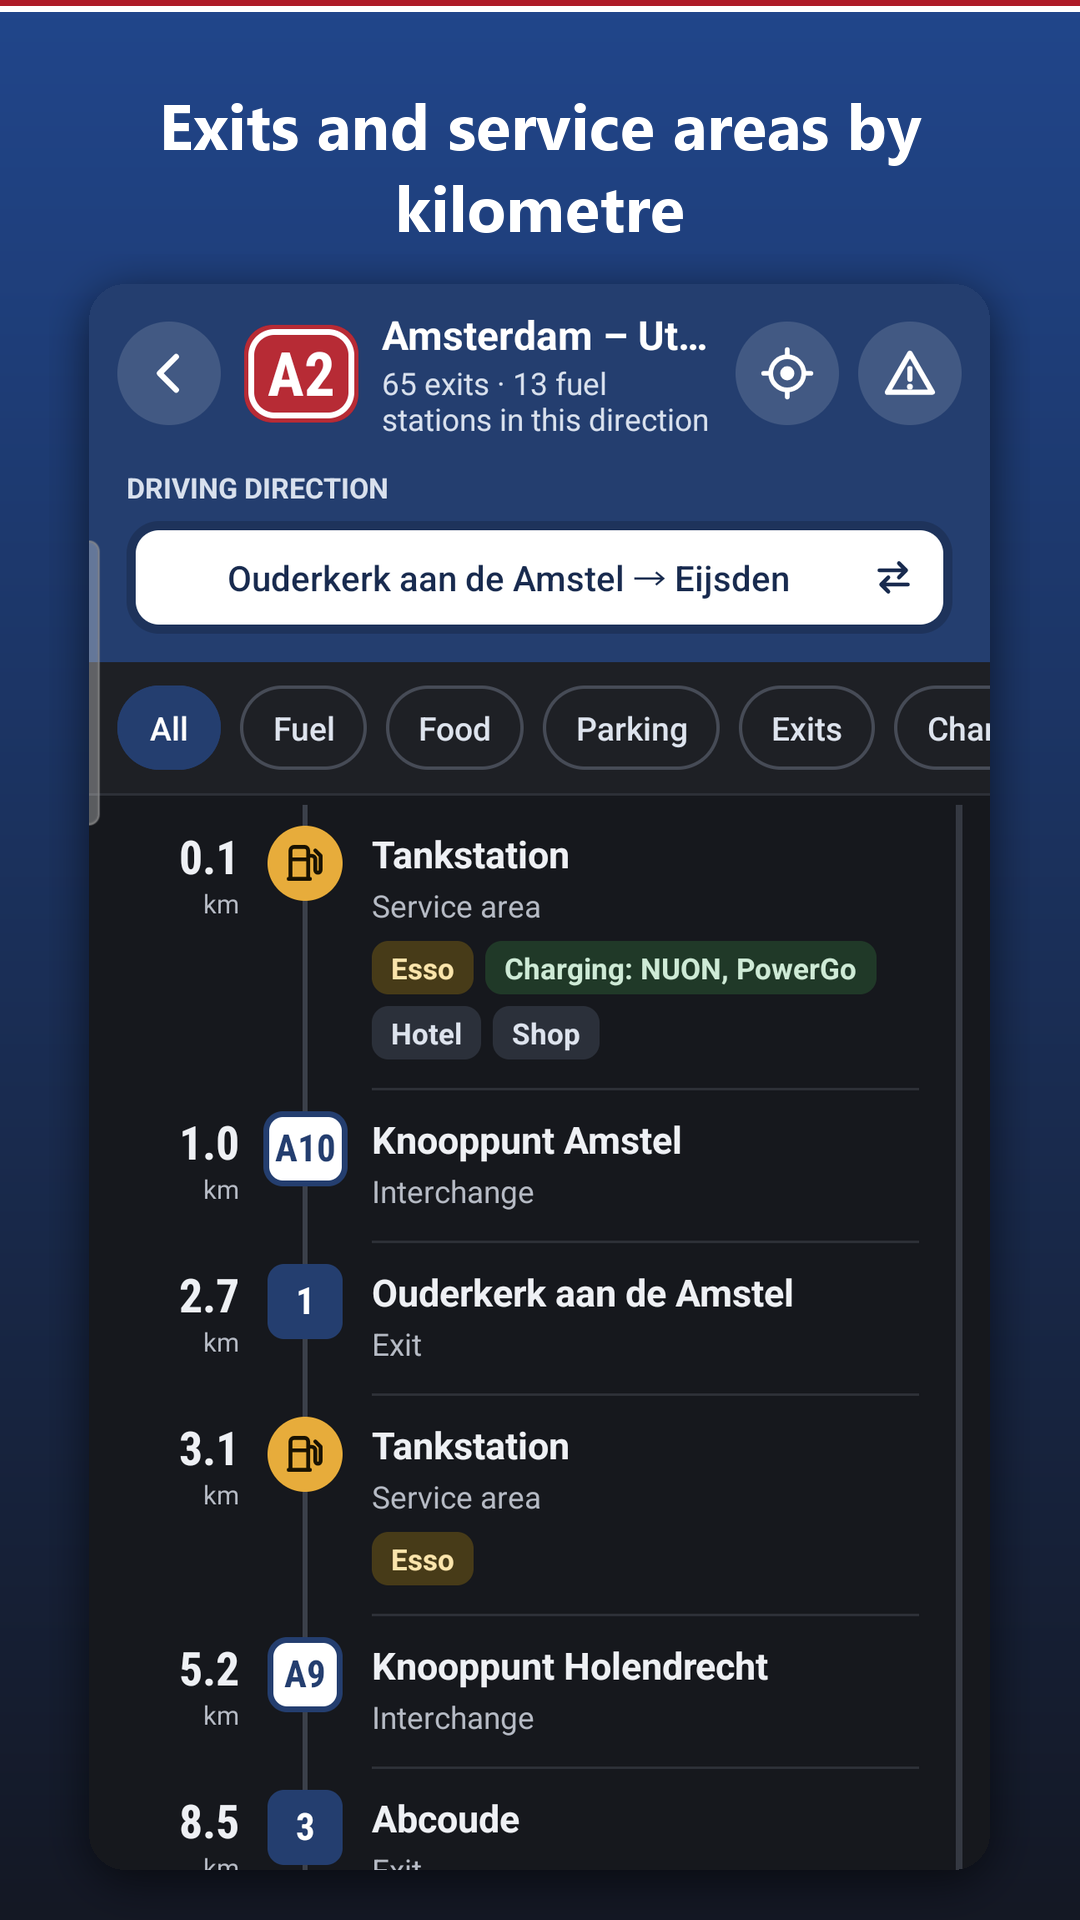 Exits and service areas by
kilometre
A2
Amsterdam – Ut...
65 exits · 13 fuel
stations in this direction
DRIVING DIRECTION
Ouderkerk aan de Amstel → Eijsden
All Fuel Food Parking Exits Char
0.1 km
Tankstation
Service area
Esso Charging: NUON, PowerGo
Hotel Shop
1.0 km
A10
Knooppunt Amstel
Interchange
2.7 km
1
Ouderkerk aan de Amstel
Exit
3.1 km
Tankstation
Service area
Esso
5.2 km
A9
Knooppunt Holendrecht
Interchange
8.5 km
3
Abcoude
Exit